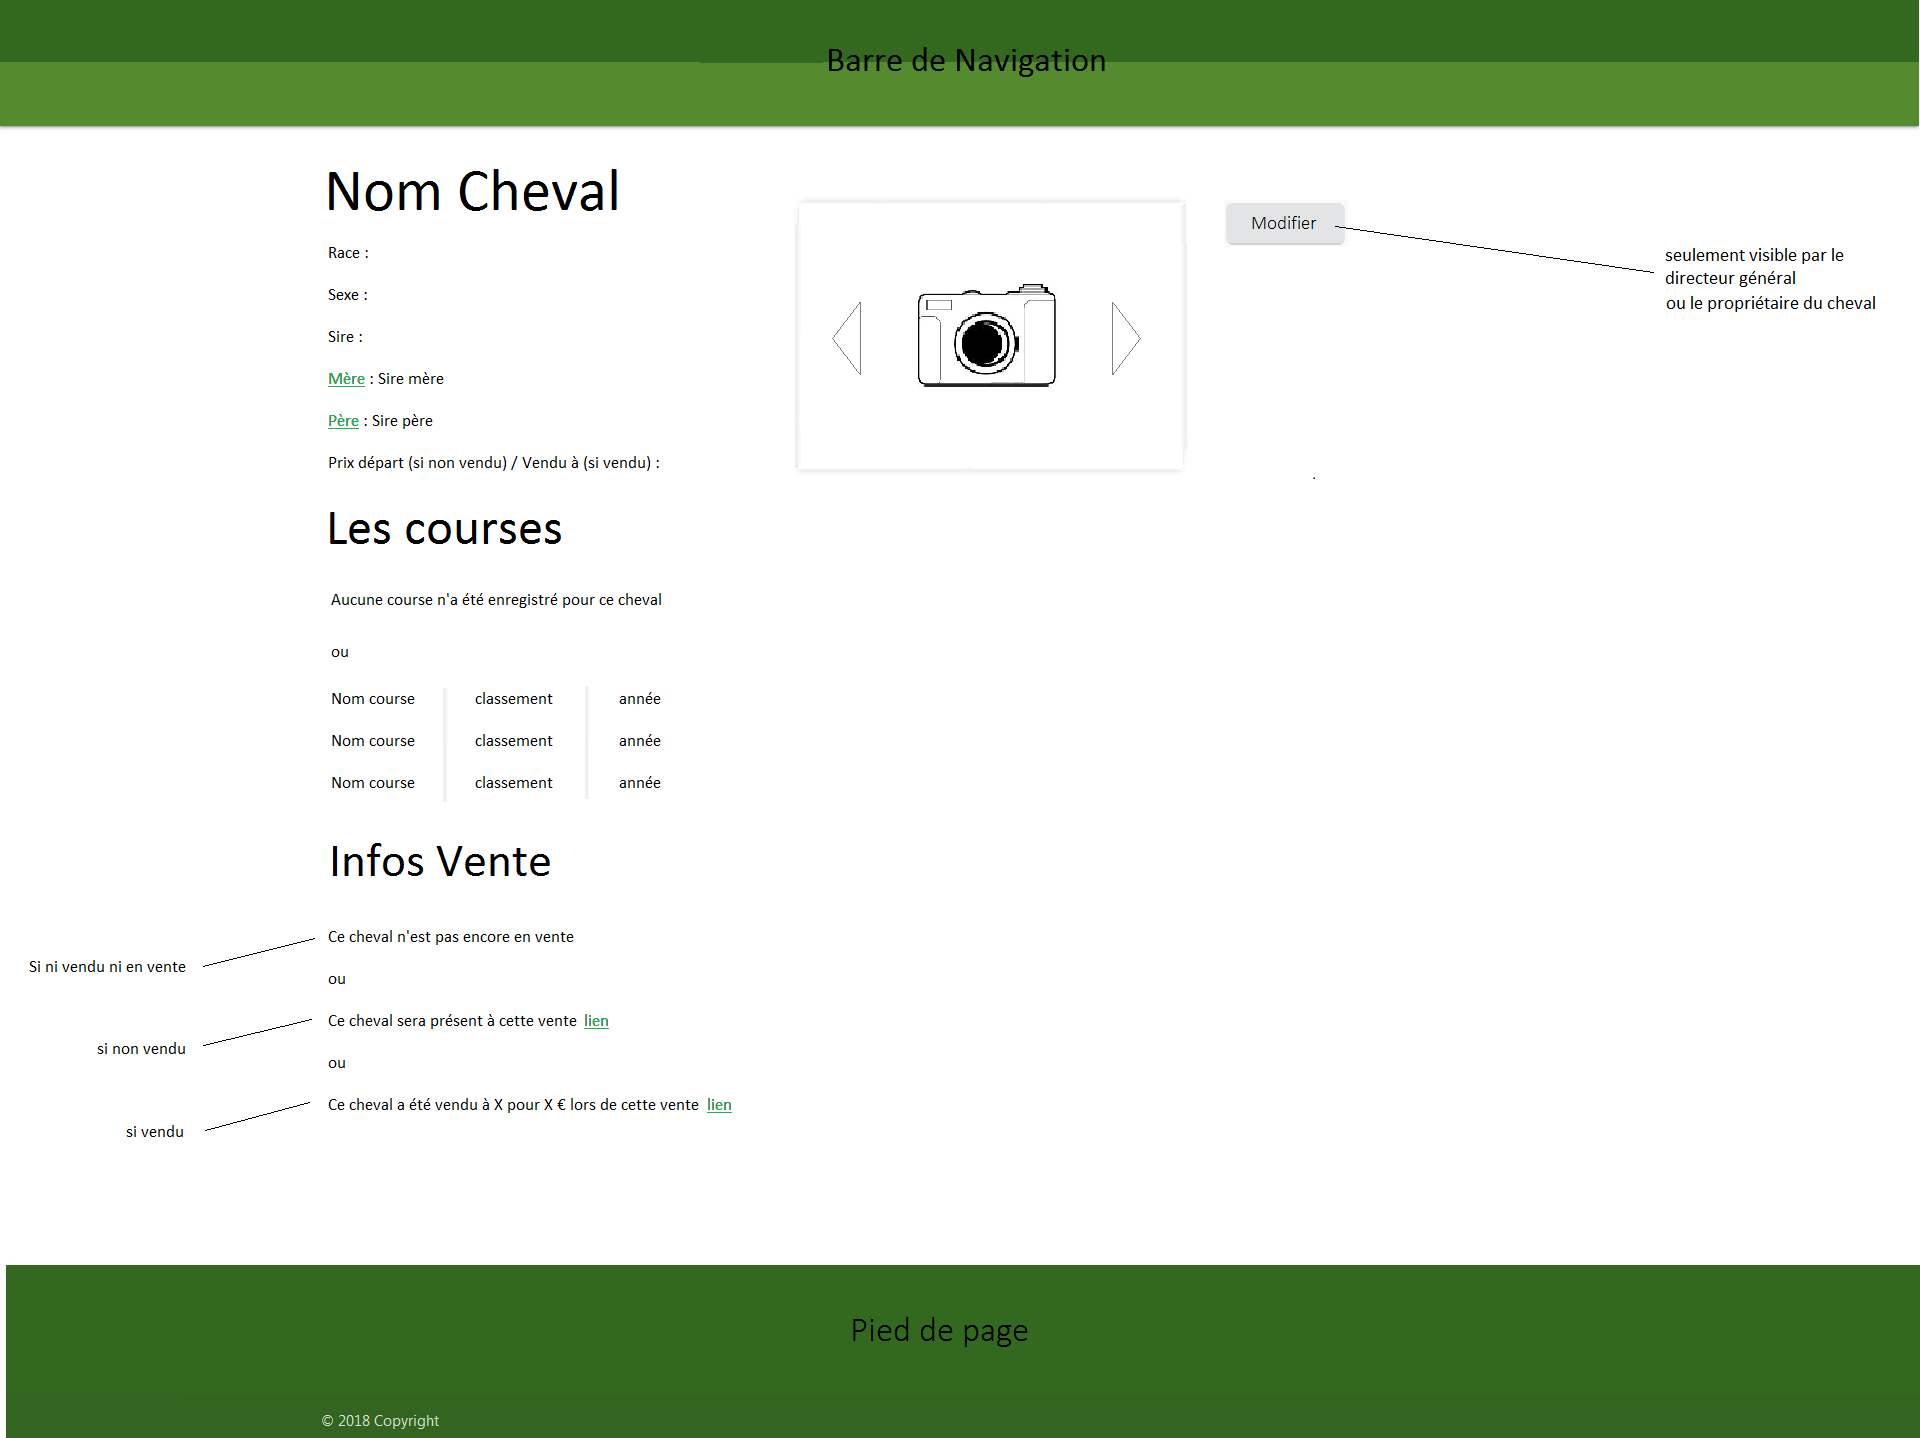 Barre de Navigation
Nom Cheval
Modifier
seulement visible par le
directeur général
ou le propriétaire du cheval
Race :
Sexe :
Sire :
Mère : Sire mère
Père : Sire père
Prix départ (si non vendu) / Vendu à (si vendu) :
Les courses
Aucune course n'a été enregistré pour ce cheval
ou
Nom course classement année
Nom course classement année
Nom course classement année
Infos Vente
Ce cheval n'est pas encore en vente
Si ni vendu ni en vente
ou
Ce cheval sera présent à cette vente lien
si non vendu
ou
Ce cheval a été vendu à X pour X € lors de cette vente lien
si vendu
Pied de page
© 2018 Copyright